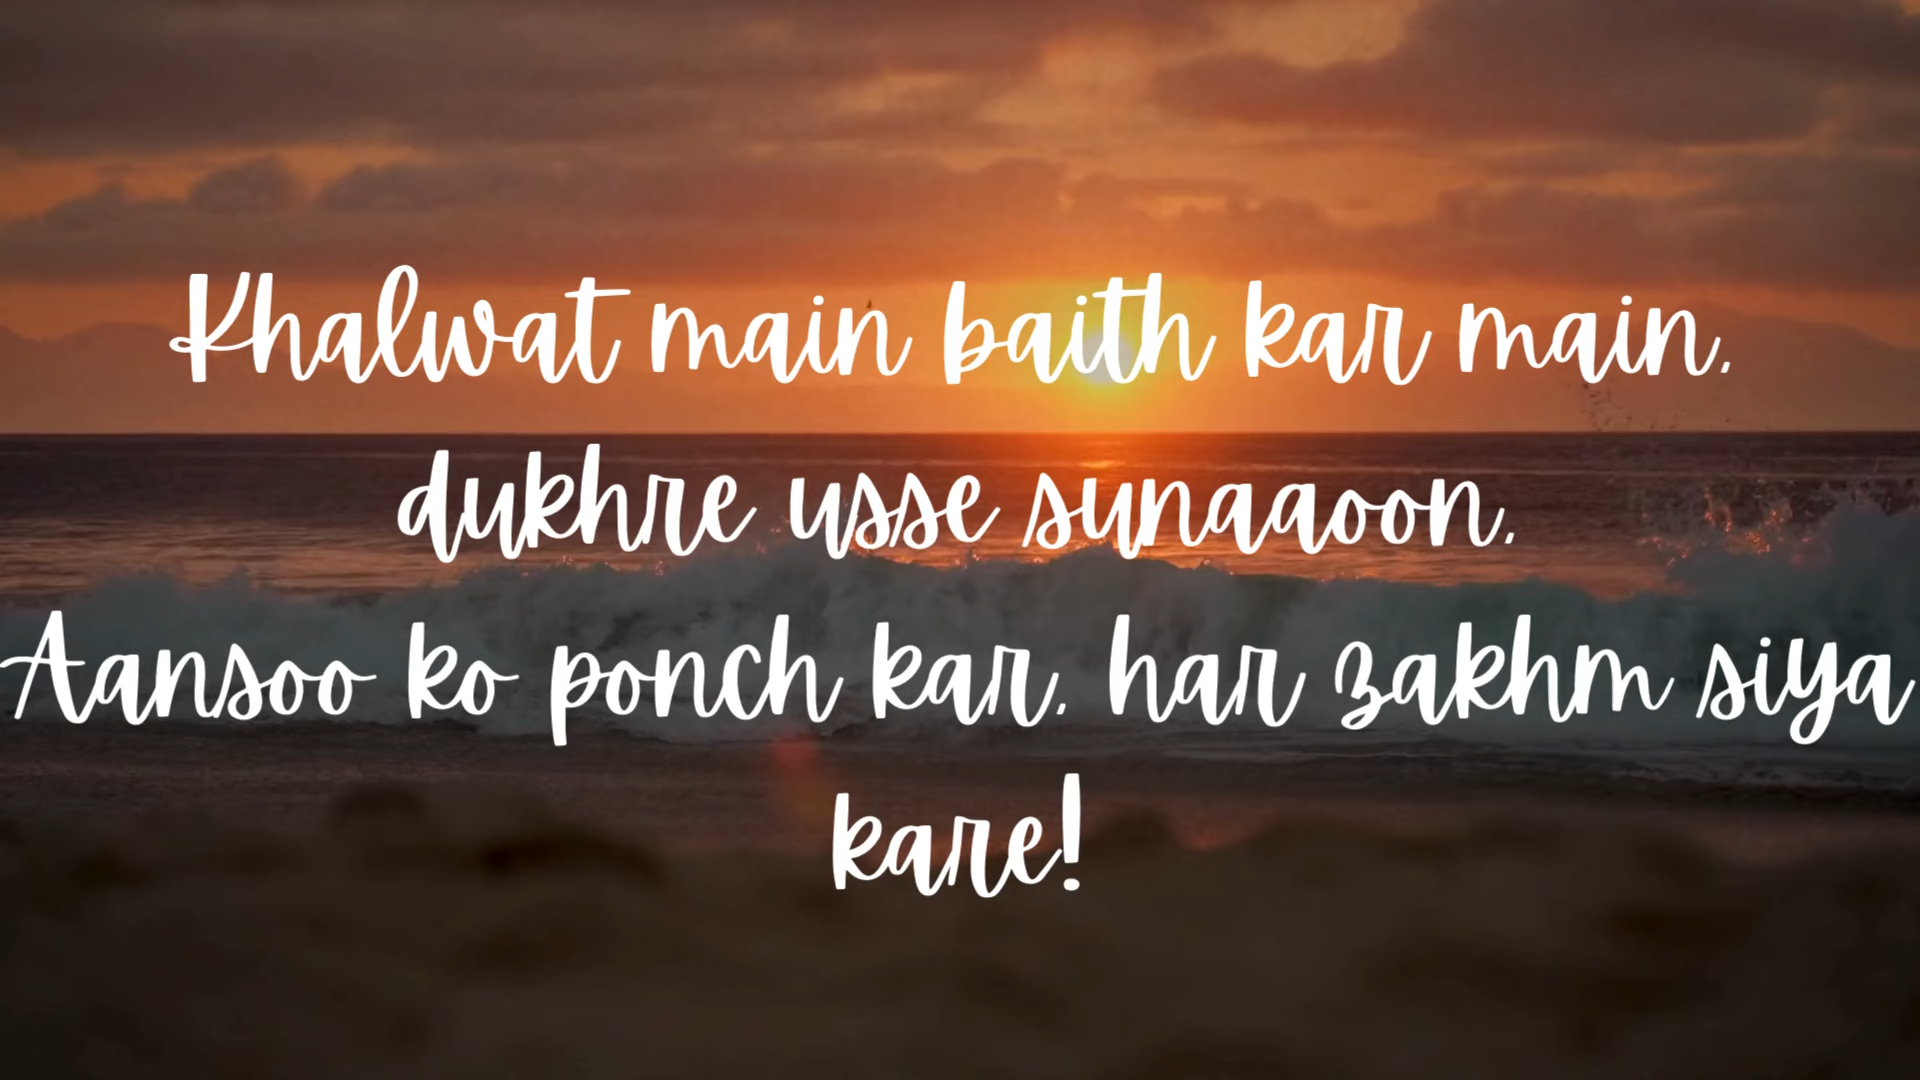 Khalwat main baith kar main,
dukhre usse sunaaoon,
Aansoo ko ponch kar, har zakhm siya
kare!